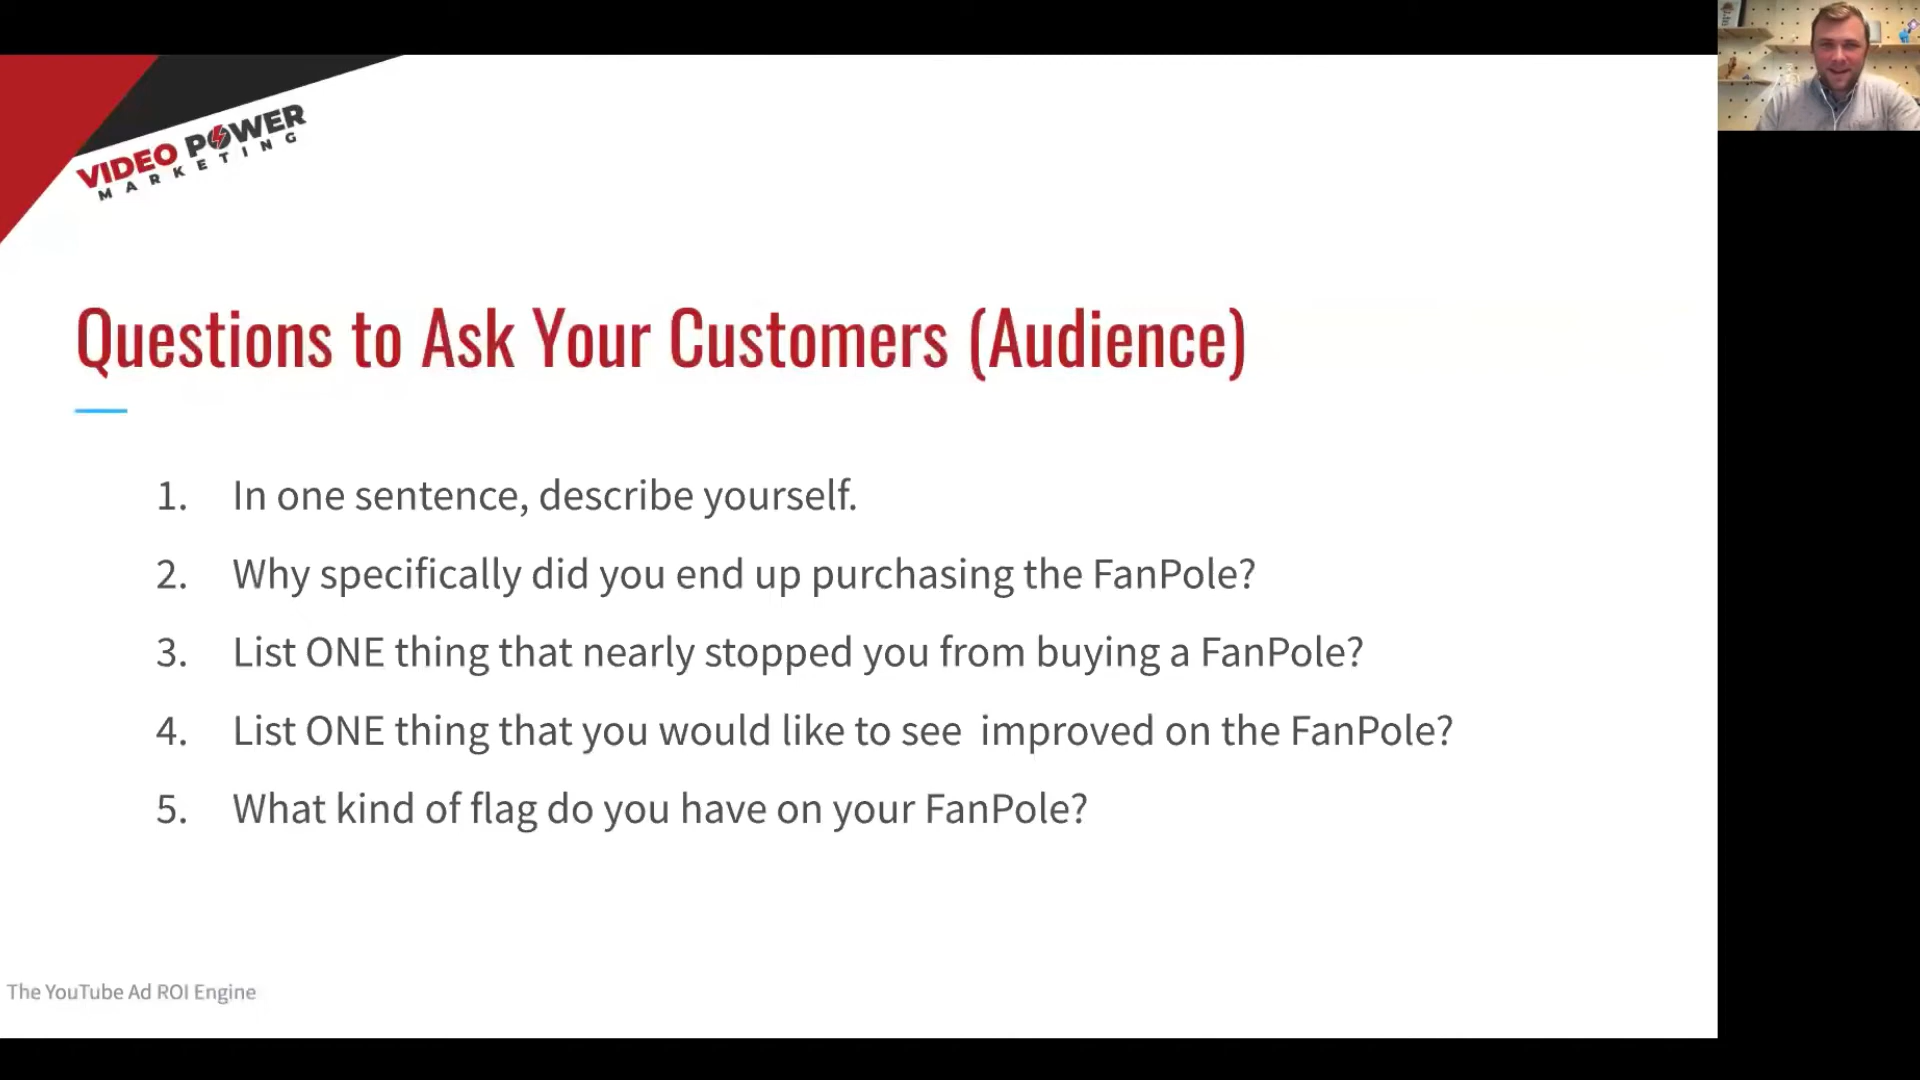 VIDEO POWER
MARKETING
Questions to Ask Your Customers (Audience)
1. In one sentence, describe yourself.
2. Why specifically did you end up purchasing the FanPole?
3. List ONE thing that nearly stopped you from buying a FanPole?
4. List ONE thing that you would like to see  improved on the FanPole?
5. What kind of flag do you have on your FanPole?
The YouTube Ad ROI Engine